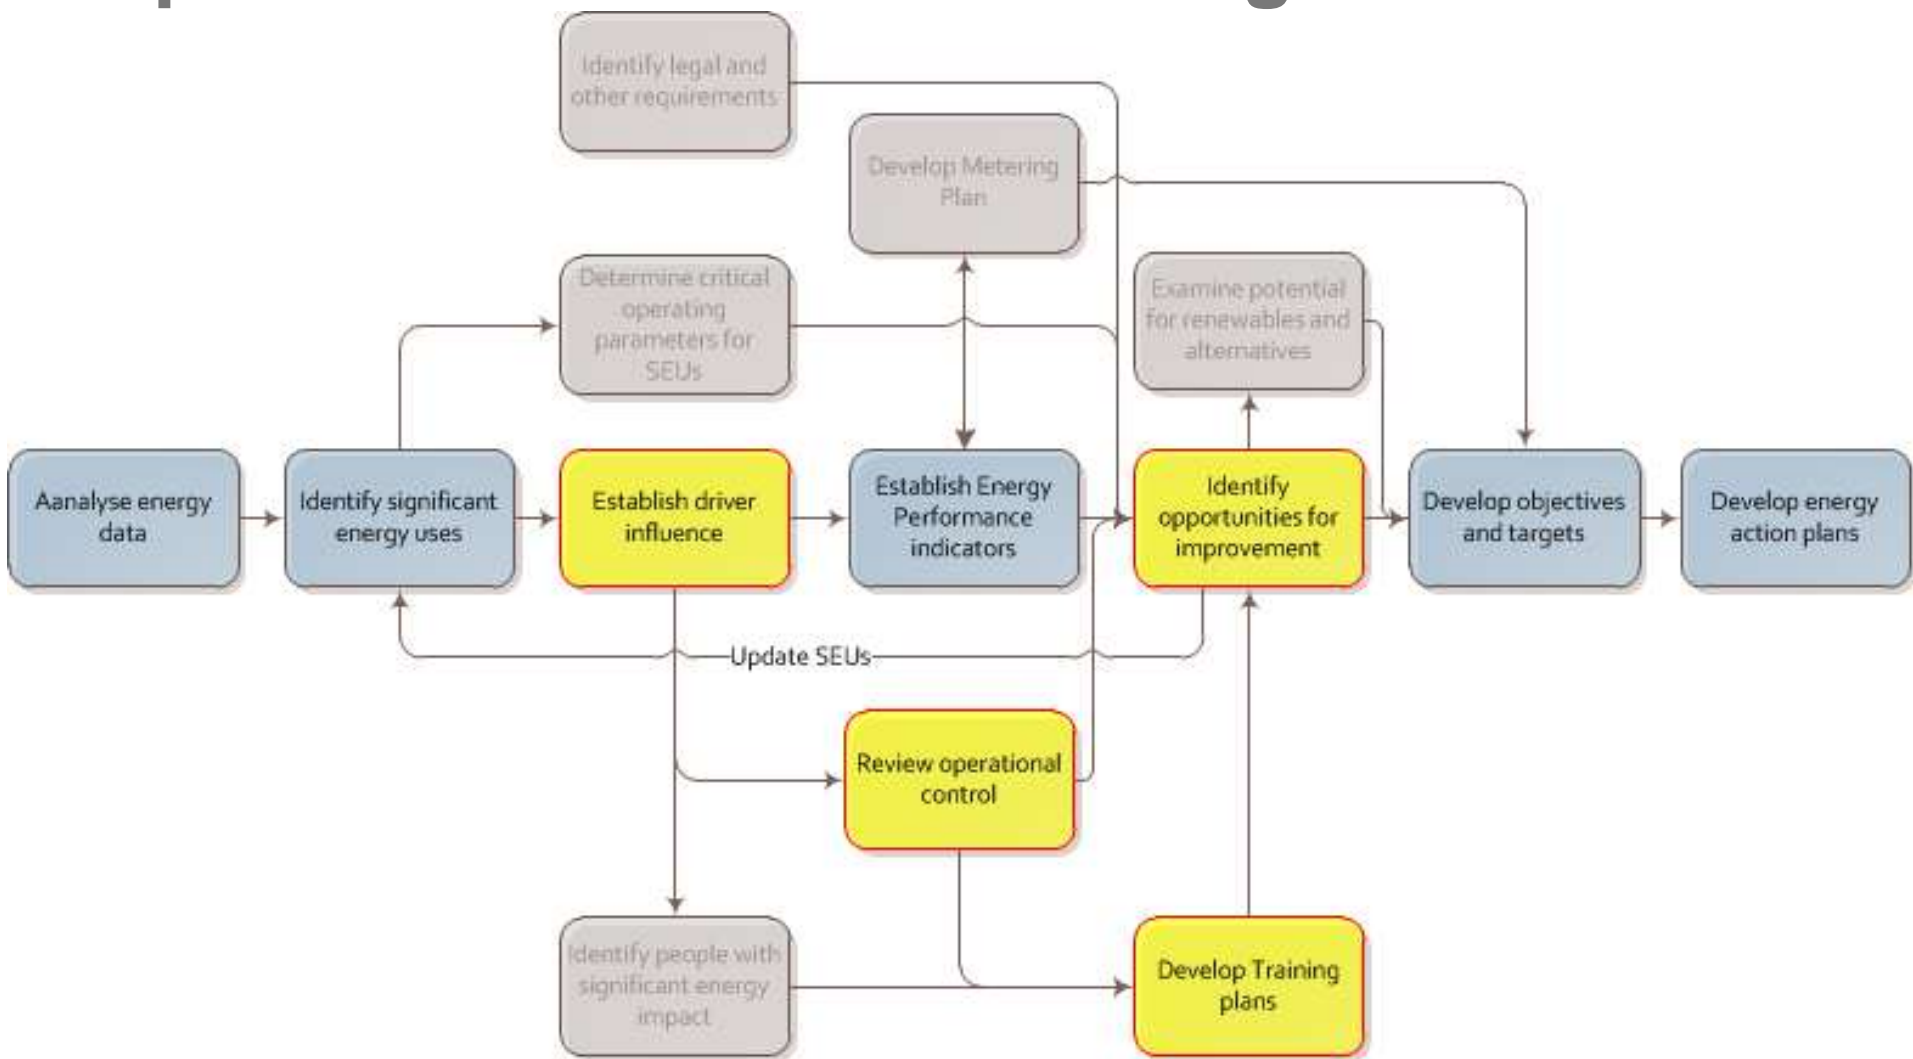 Identify legal and
other requirements
Develop Metering
Plan
Determine critical
operating
parameters for
SEUs
Examine potential
for renewables and
alternatives
Aanalyse energy
data
Identify significant
energy uses
Establish driver
influence
Establish Energy
Performance
indicators
Identify
opportunities for
improvement
Develop objectives
and targets
Develop energy
action plans
Update SEUs
Review operational
control
Identify people with
significant energy
impact
Develop Training
plans